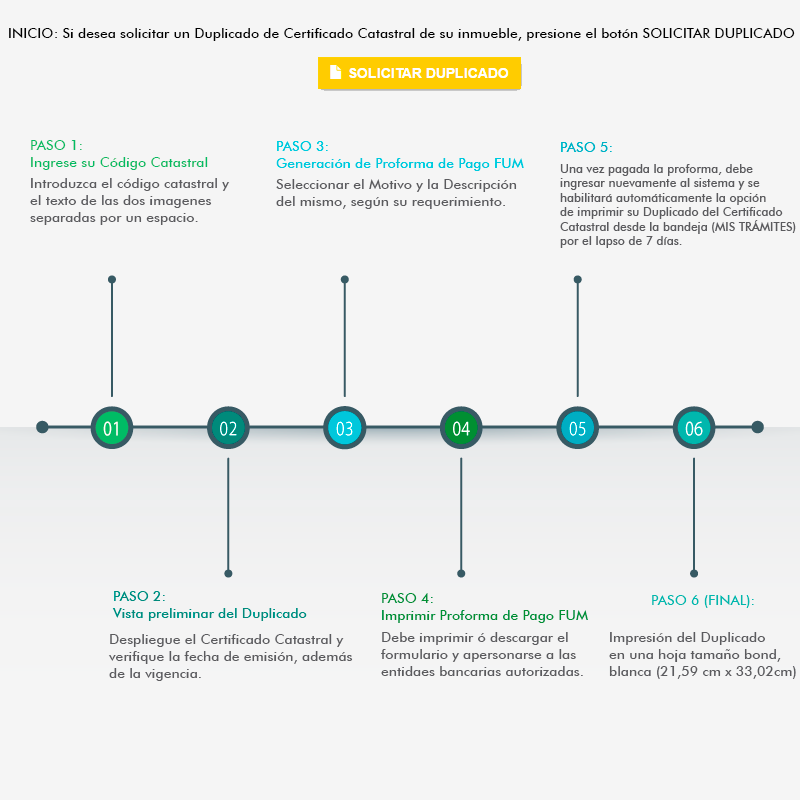 INICIO: Si desea solicitar un Duplicado de Certificado Catastral de su inmueble, presione el botón SOLICITAR DUPLICADO
SOLICITAR DUPLICADO
PASO 1:
Ingrese su Código Catastral
Introduzca el código catastral y
el texto de las dos imagenes
separadas por un espacio.
PASO 3:
Generación de Proforma de Pago FUM
Seleccionar el Motivo y la Descripción
del mismo, según su requerimiento.
PASO 5:
Una vez pagada la proforma, debe
ingresar nuevamente al sistema y se
habilitará automáticamente la opción
de imprimir su Duplicado del Certificado
Catastral desde la bandeja (MIS TRÁMITES)
por el lapso de 7 días.
01
02
03
04
05
06
PASO 2:
Vista preliminar del Duplicado
Despliegue el Certificado Catastral y
verifique la fecha de emisión, además
de la vigencia.
PASO 4:
Imprimir Proforma de Pago FUM
Debe imprimir ó descargar el
formulario y apersonarse a las
entidaes bancarias autorizadas.
PASO 6 (FINAL):
Impresión del Duplicado
en una hoja tamaño bond,
blanca (21,59 cm x 33,02cm)